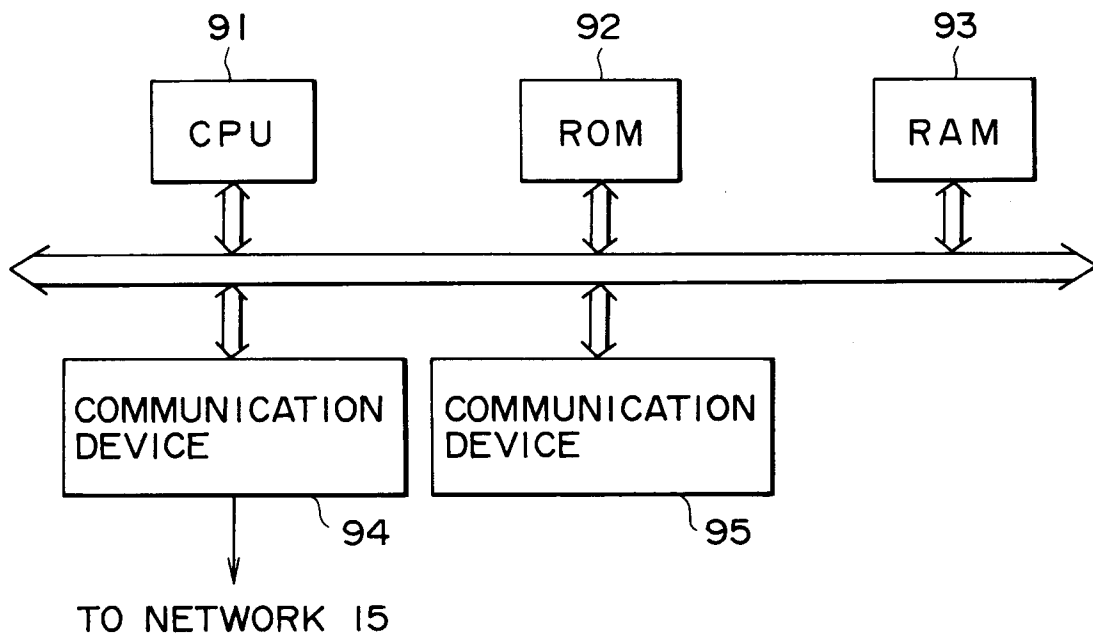 91
92
93
CPU
ROM
RAM
COMMUNICATION
DEVICE
COMMUNICATION
DEVICE
94
95
TO NETWORK 15